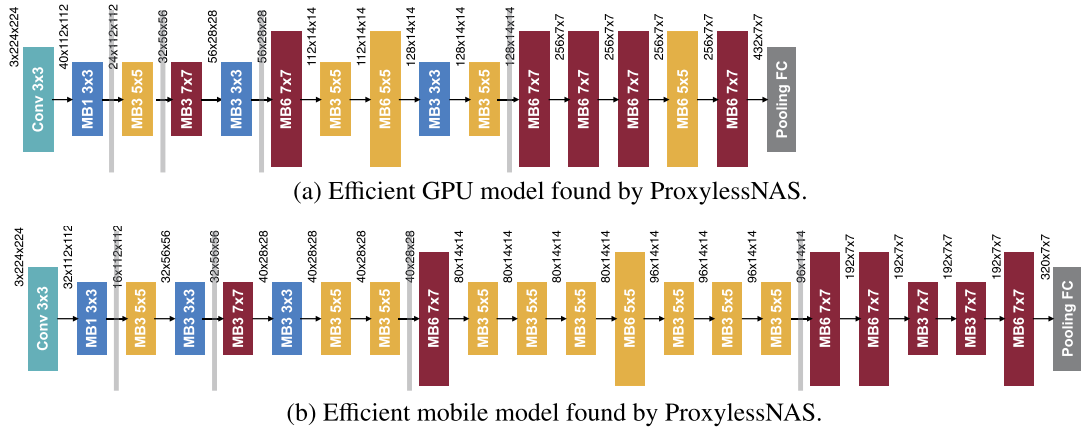 3x224x224
Conv 3x3
40x112x112
MB1 3x3
24x112x112
MB3 5x5
32x56x56
MB3 7x7
56x28x28
MB3 3x3
56x28x28
MB6 7x7
112x14x14
MB3 5x5
112x14x14
MB6 5x5
128x14x14
MB3 3x3
128x14x14
MB3 5x5
128x14x14
MB6 7x7
256x7x7
MB6 7x7
256x7x7
MB6 7x7
256x7x7
MB6 5x5
256x7x7
MB6 7x7
432x7x7
Pooling FC
(a) Efficient GPU model found by ProxylessNAS.
3x224x224
Conv 3x3
32x112x112
MB1 3x3
16x112x112
MB3 5x5
32x56x56
MB3 3x3
32x56x56
MB3 7x7
40x28x28
MB3 3x3
40x28x28
MB3 5x5
40x28x28
MB3 5x5
40x28x28
MB6 7x7
80x14x14
MB3 5x5
80x14x14
MB3 5x5
80x14x14
MB3 5x5
80x14x14
MB6 5x5
96x14x14
MB3 5x5
96x14x14
MB3 5x5
96x14x14
MB3 5x5
96x14x14
MB6 7x7
192x7x7
MB6 7x7
192x7x7
MB3 7x7
192x7x7
MB3 7x7
192x7x7
MB6 7x7
320x7x7
Pooling FC
(b) Efficient mobile model found by ProxylessNAS.